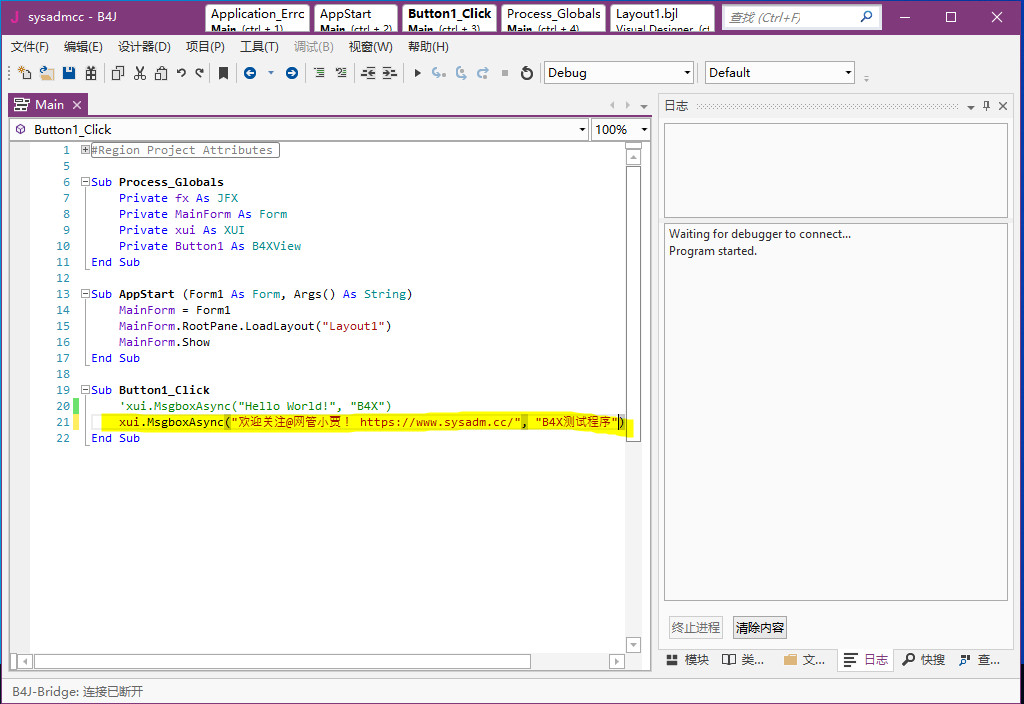 sysadmcc - B4J
Application_Errc
Main (ctrl + 1)
AppStart
Main (ctrl + 2)
Button1_Click
Main (ctrl + 3)
Process_Globals
Main (ctrl + 4)
Layout1.bjl
Visual Designer (ct
查找 (Ctrl+F)
文件(F) 编辑(E) 设计器(D) 项目(P) 工具(T) 调试(B) 视窗(W) 帮助(H)
Debug Default
Main
Button1_Click 100%
1 #Region Project Attributes
5
6 Sub Process_Globals
7 Private fx As JFX
8 Private MainForm As Form
9 Private xui As XUI
10 Private Button1 As B4XView
11 End Sub
12
13 Sub AppStart (Form1 As Form, Args() As String)
14 MainForm = Form1
15 MainForm.RootPane.LoadLayout("Layout1")
16 MainForm.Show
17 End Sub
18
19 Sub Button1_Click
20 'xui.MsgboxAsync("Hello World!", "B4X")
21 xui.MsgboxAsync("欢迎关注@网管小贾！ https://www.sysadm.cc/", "B4X测试程序")
22 End Sub
日志
Waiting for debugger to connect...
Program started.
终止进程 清除内容
模块 类... 文... 日志 快搜 查...
B4J-Bridge: 连接已断开